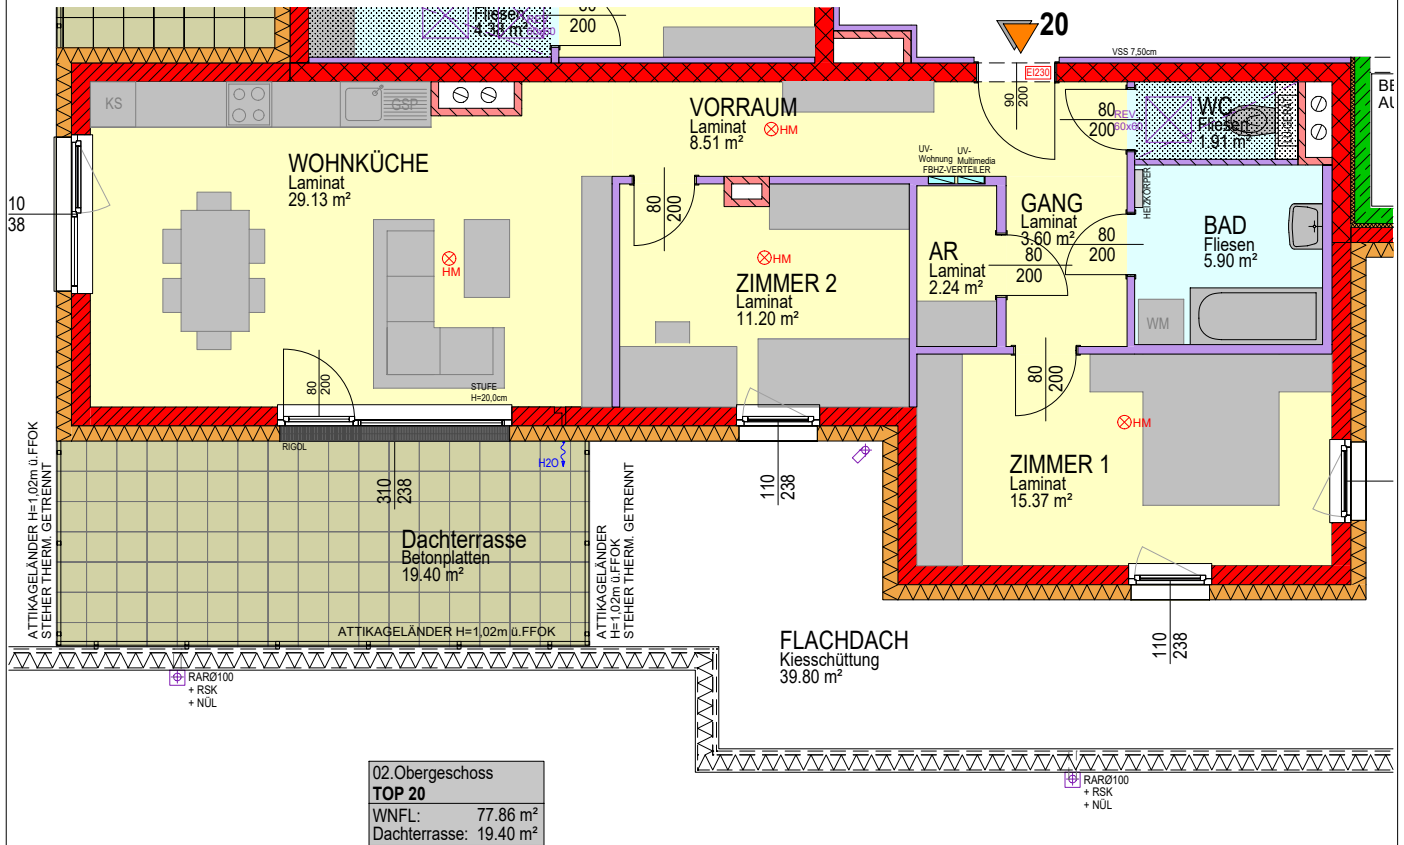 Fliesen
4.38 m²
80
200
20
VSS 7,50cm
EI230
90
200
BE
AU
KS
GSP
VORRAUM
Laminat
8.51 m²
HM
80
200
REV.
60x60
WC
Fliesen
1.91 m²
WOHNKÜCHE
Laminat
29.13 m²
UV-
Wohnung
UV-
Multimedia
FBHZ-VERTEILER
HEIZKÖRPER
10
38
80
200
GANG
Laminat
3.60 m²
80
200
BAD
Fliesen
5.90 m²
AR
Laminat
2.24 m²
80
200
HM
HM
ZIMMER 2
Laminat
11.20 m²
WM
80
200
STUFE
H=20,0cm
80
200
HM
RIGOL
H2O
ZIMMER 1
Laminat
15.37 m²
310
238
110
238
ATTIKAGELÄNDER H=1,02m ü.FFOK
STEHER THERM. GETRENNT
Dachterrasse
Betonplatten
19.40 m²
ATTIKAGELÄNDER
H=1,02m ü.FFOK
STEHER THERM. GETRENNT
ATTIKAGELÄNDER H=1,02m ü.FFOK
FLACHDACH
Kiesschüttung
39.80 m²
110
238
RARØ100
+ RSK
+ NÜL
02.Obergeschoss
TOP 20
WNFL: 77.86 m²
Dachterrasse: 19.40 m²
RARØ100
+ RSK
+ NÜL